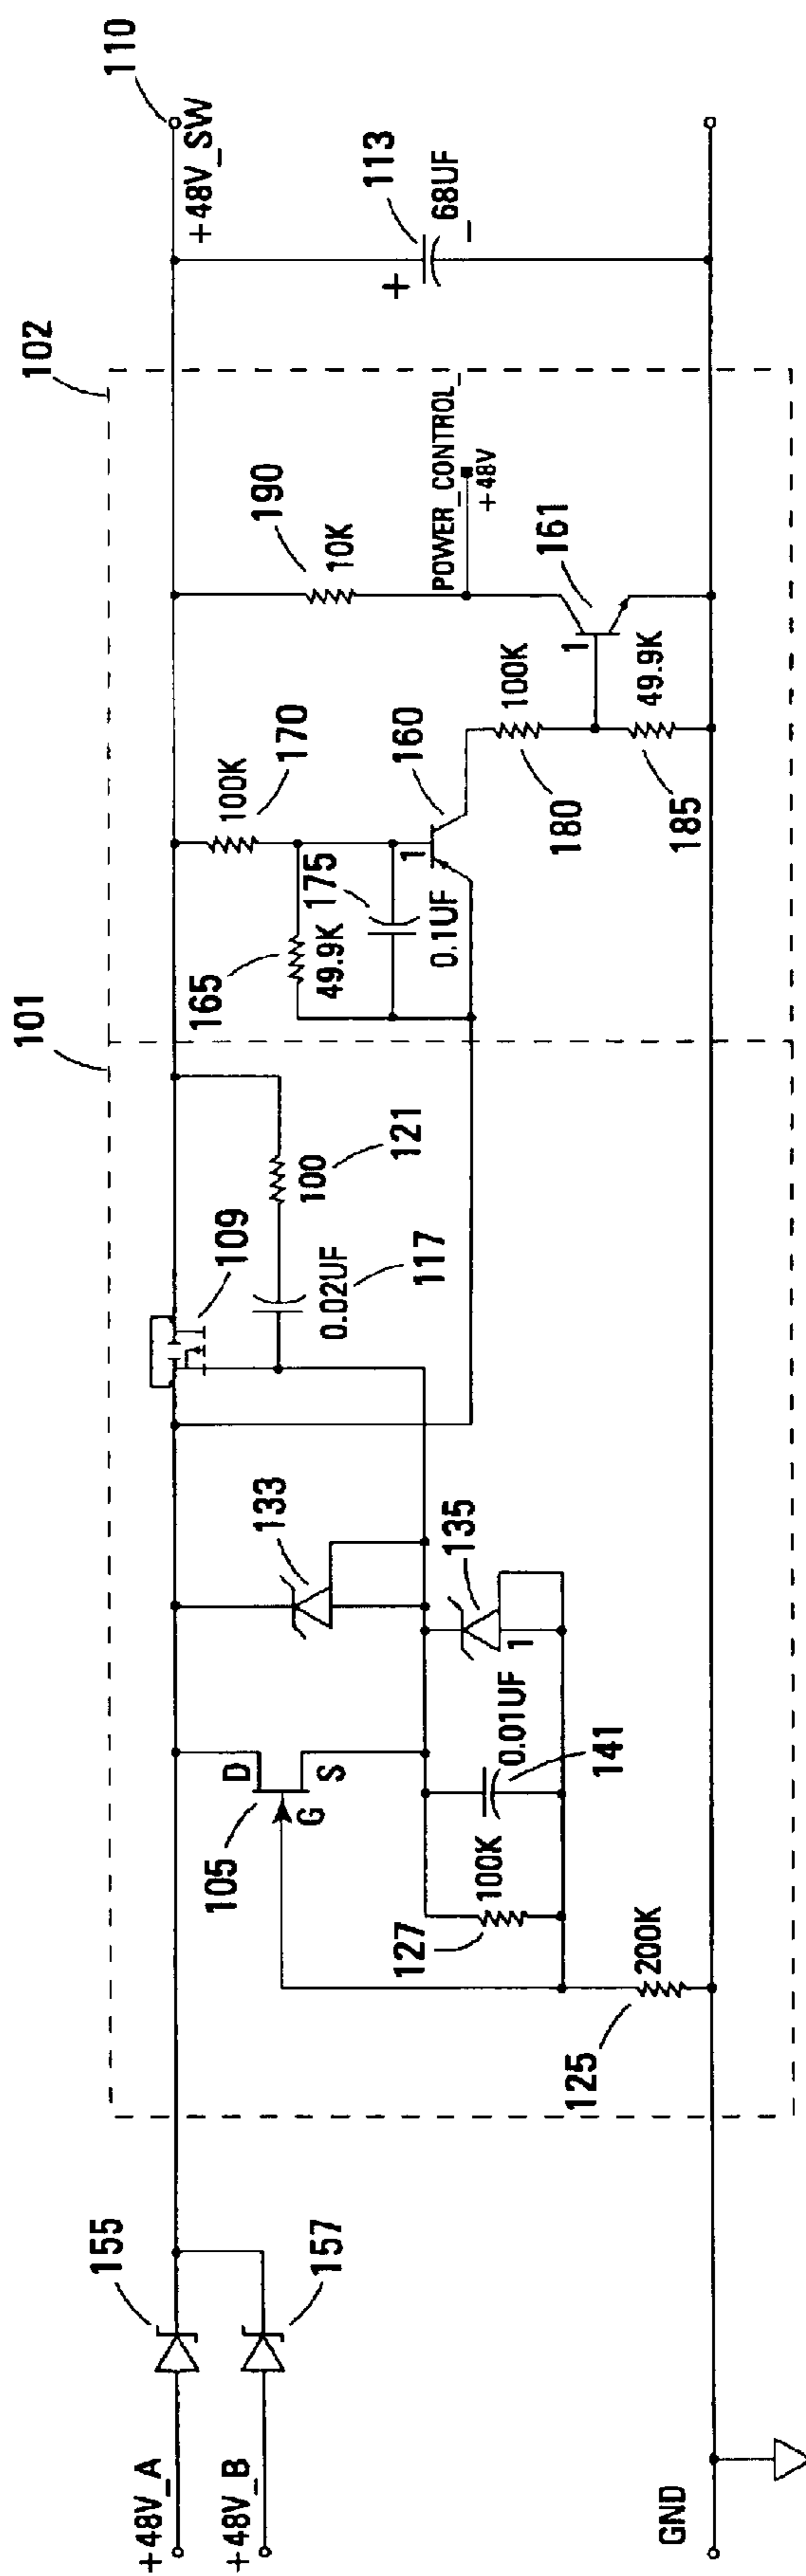 +48V_A
+48V_B
GND
155
157
101
102
105
D
G
S
133
135
1
127
100K
0.01UF
141
125
200K
109
0.02UF
117
100
121
165
49.9K
175
0.1UF
100K
170
1
160
180
100K
185
49.9K
190
10K
POWER_CONTROL_
+48V
161
1
+
113
_68UF
+48V_SW
110